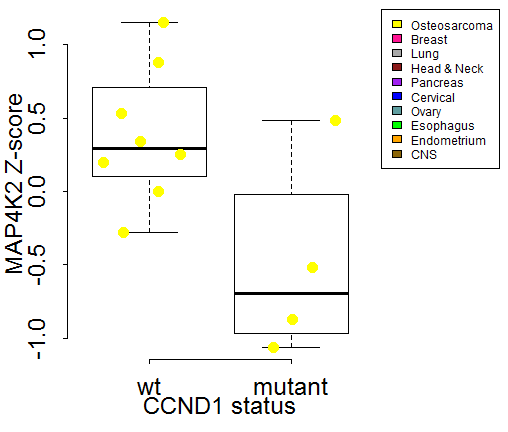 MAP4K2 Z-score
1.0
0.5
0.0
-0.5
-1.0
wt mutant
CCND1 status
Osteosarcoma
Breast
Lung
Head & Neck
Pancreas
Cervical
Ovary
Esophagus
Endometrium
CNS